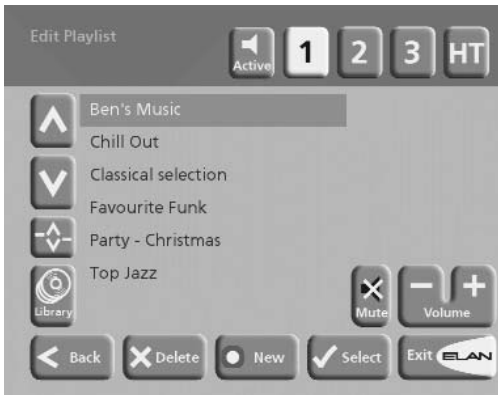 Edit Playlist
Active
1
2
3
HT
Ben's Music
Chill Out
Classical selection
Favourite Funk
Party - Christmas
Top Jazz
Library
Mute
Volume
Back
Delete
New
Select
Exit ELAN